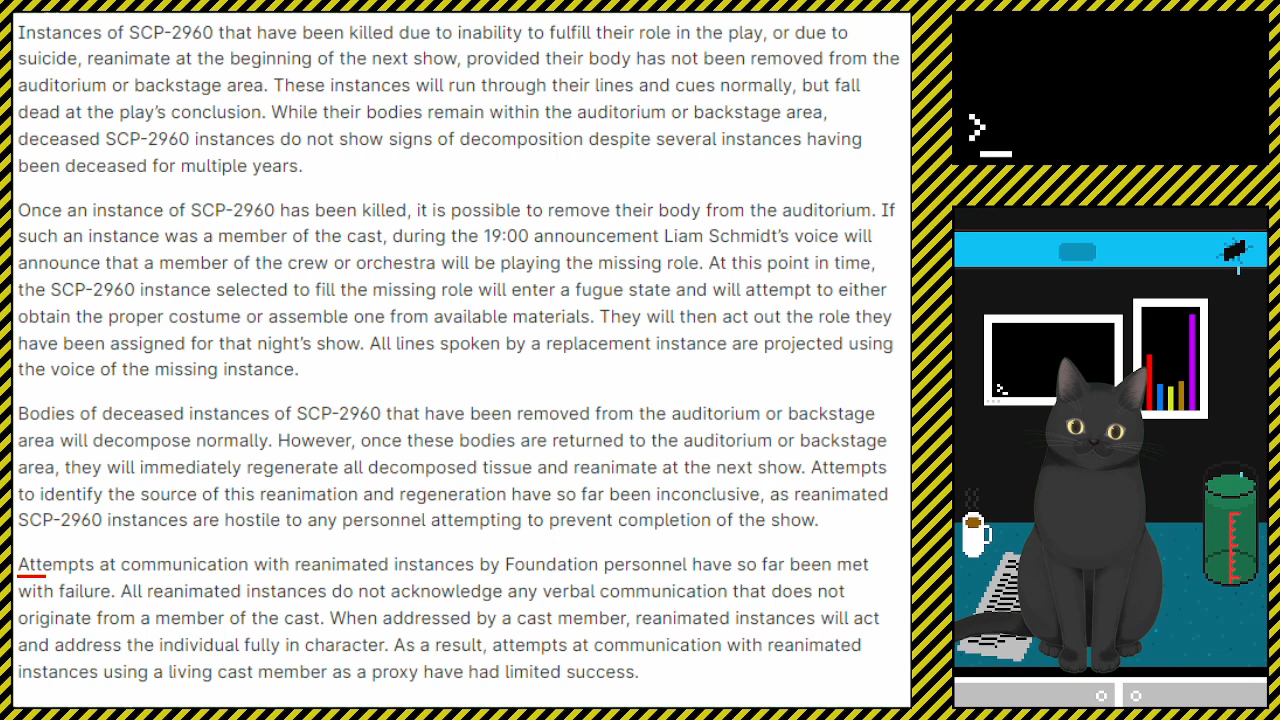 Instances of SCP-2960 that have been killed due to inability to fulfill their role in the play, or due to
suicide, reanimate at the beginning of the next show, provided their body has not been removed from the
auditorium or backstage area. These instances will run through their lines and cues normally, but fall
dead at the play’s conclusion. While their bodies remain within the auditorium or backstage area,
deceased SCP-2960 instances do not show signs of decomposition despite several instances having
been deceased for multiple years.
Once an instance of SCP-2960 has been killed, it is possible to remove their body from the auditorium. If
such an instance was a member of the cast, during the 19:00 announcement Liam Schmidt’s voice will
announce that a member of the crew or orchestra will be playing the missing role. At this point in time,
the SCP-2960 instance selected to fill the missing role will enter a fugue state and will attempt to either
obtain the proper costume or assemble one from available materials. They will then act out the role they
have been assigned for that night’s show. All lines spoken by a replacement instance are projected using
the voice of the missing instance.
Bodies of deceased instances of SCP-2960 that have been removed from the auditorium or backstage
area will decompose normally. However, once these bodies are returned to the auditorium or backstage
area, they will immediately regenerate all decomposed tissue and reanimate at the next show. Attempts
to identify the source of this reanimation and regeneration have so far been inconclusive, as reanimated
SCP-2960 instances are hostile to any personnel attempting to prevent completion of the show.
Attempts at communication with reanimated instances by Foundation personnel have so far been met
with failure. All reanimated instances do not acknowledge any verbal communication that does not
originate from a member of the cast. When addressed by a cast member, reanimated instances will act
and address the individual fully in character. As a result, attempts at communication with reanimated
instances using a living cast member as a proxy have had limited success.
>_
>_